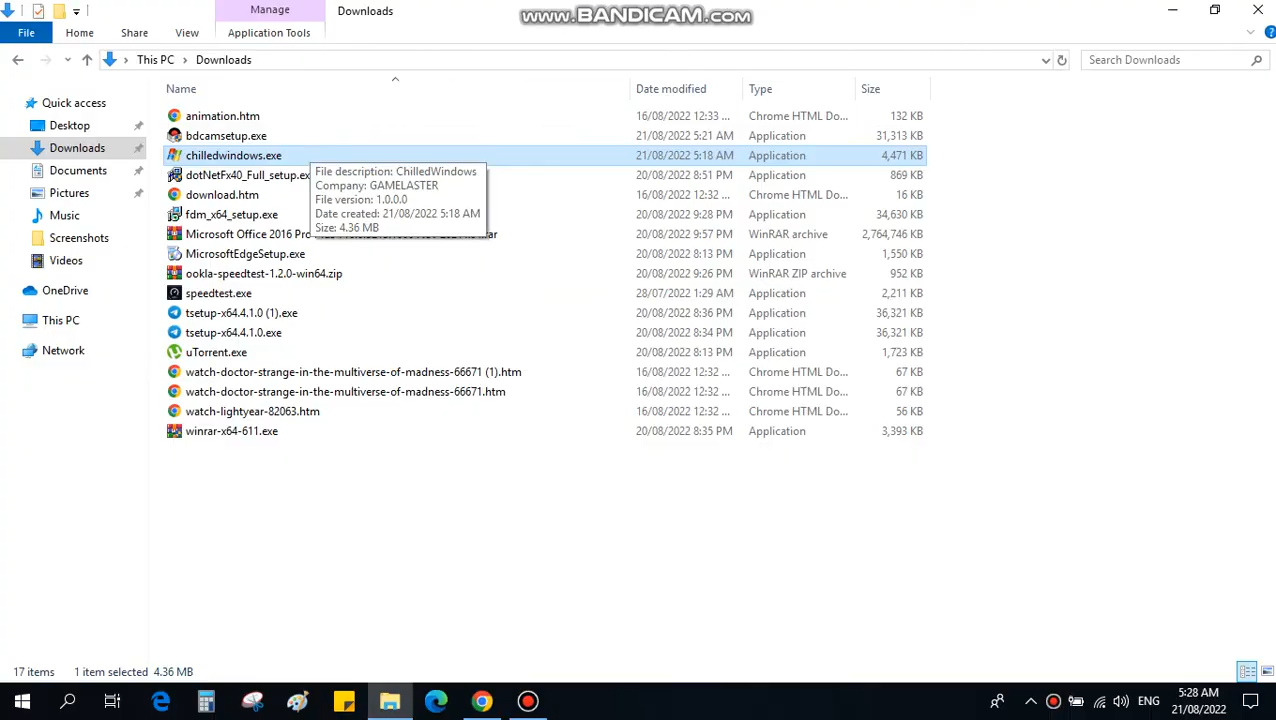 Manage
Downloads
www.BANDICAM.com
File
Home
Share
View
Application Tools
This PC
Downloads
Search Downloads
Name
Date modified
Type
Size
Quick access
Desktop
Downloads
Documents
Pictures
Music
Screenshots
Videos
OneDrive
This PC
Network
animation.htm 16/08/2022 12:33 ... Chrome HTML Do... 132 KB
bdcamsetup.exe 21/08/2022 5:21 AM Application 31,313 KB
chilledwindows.exe 21/08/2022 5:18 AM Application 4,471 KB
dotNetFx40_Full_setup.ex 20/08/2022 8:51 PM Application 869 KB
download.htm 16/08/2022 12:32 ... Chrome HTML Do... 16 KB
fdm_x64_setup.exe 20/08/2022 9:28 PM Application 34,630 KB
Microsoft Office 2016 Pro rar 20/08/2022 9:57 PM WinRAR archive 2,764,746 KB
MicrosoftEdgeSetup.exe 20/08/2022 8:13 PM Application 1,550 KB
ookla-speedtest-1.2.0-win64.zip 20/08/2022 9:26 PM WinRAR ZIP archive 952 KB
speedtest.exe 28/07/2022 1:29 AM Application 2,211 KB
tsetup-x64.4.1.0 (1).exe 20/08/2022 8:36 PM Application 36,321 KB
tsetup-x64.4.1.0.exe 20/08/2022 8:34 PM Application 36,321 KB
uTorrent.exe 20/08/2022 8:13 PM Application 1,723 KB
watch-doctor-strange-in-the-multiverse-of-madness-66671 (1).htm 16/08/2022 12:32 ... Chrome HTML Do... 67 KB
watch-doctor-strange-in-the-multiverse-of-madness-66671.htm 16/08/2022 12:32 ... Chrome HTML Do... 67 KB
watch-lightyear-82063.htm 16/08/2022 12:32 ... Chrome HTML Do... 56 KB
winrar-x64-611.exe 20/08/2022 8:35 PM Application 3,393 KB
File description: ChilledWindows
Company: GAMELASTER
File version: 1.0.0.0
Date created: 21/08/2022 5:18 AM
Size: 4.36 MB
17 items 1 item selected 4.36 MB
ENG
5:28 AM
21/08/2022